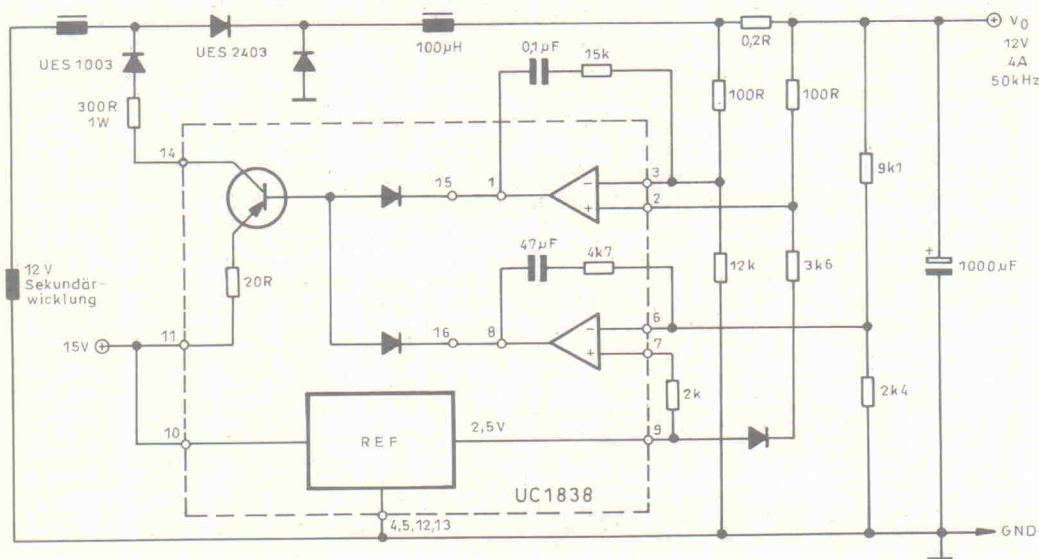 UES 1003
UES 2403
300R
1W
100µH
0,1µF
15k
0,2R
V0
12V
4A
50kHz
100R
100R
14
15
1
3
2
-
+
9k1
12V
Sekundär-
wicklung
20R
47µF
4k7
12k
3k6
+
1000µF
15V
11
16
8
6
7
-
+
2k
2k4
10
REF
2,5V
9
UC1838
4,5,12,13
GND